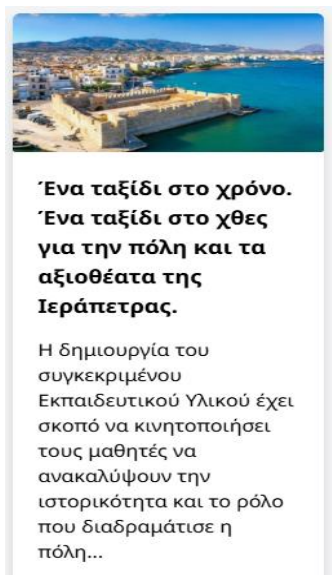 Ένα ταξίδι στο χρόνο.
Ένα ταξίδι στο χθες
για την πόλη και τα
αξιοθέατα της
Ιεράπετρας.
Η δημιουργία του
συγκεκριμένου
Εκπαιδευτικού Υλικού έχει
σκοπό να κινητοποιήσει
τους μαθητές να
ανακαλύψουν την
ιστορικότητα και το ρόλο
που διαδραμάτισε η
πόλη...